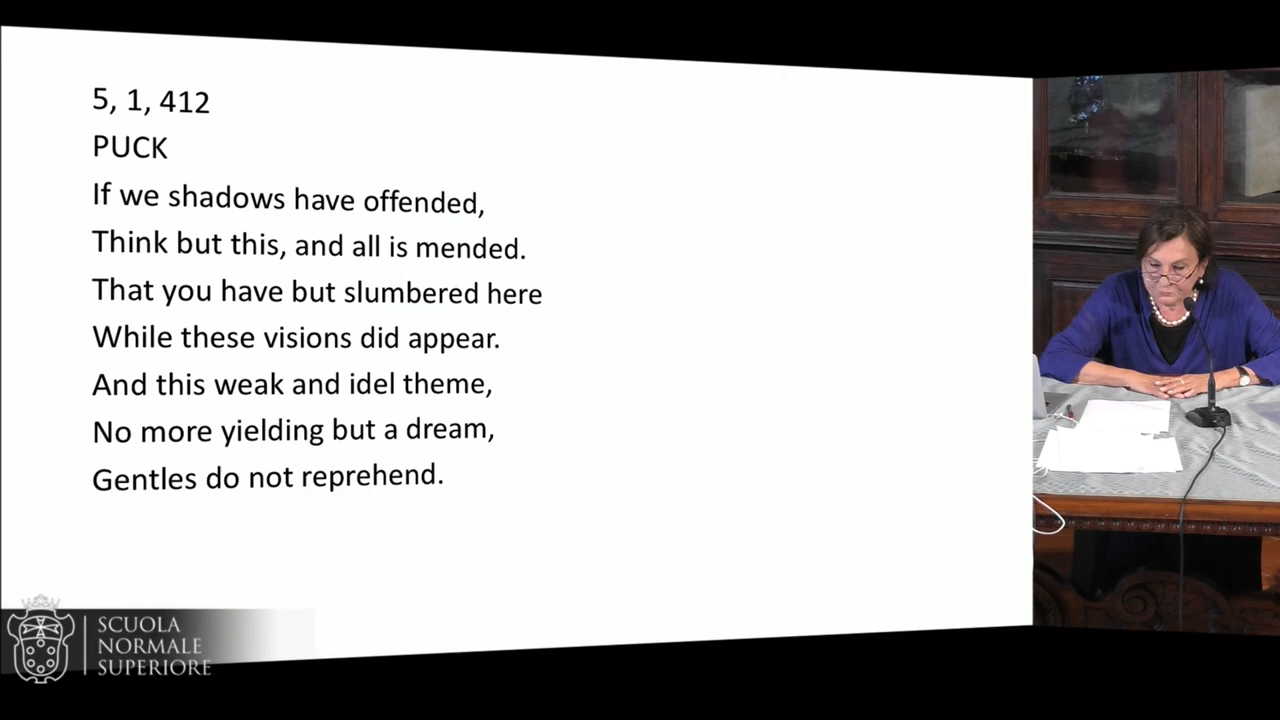 5, 1, 412
PUCK
If we shadows have offended,
Think but this, and all is mended.
That you have but slumbered here
While these visions did appear.
And this weak and idel theme,
No more yielding but a dream,
Gentles do not reprehend.
SCUOLA
NORMALE
SUPERIORE